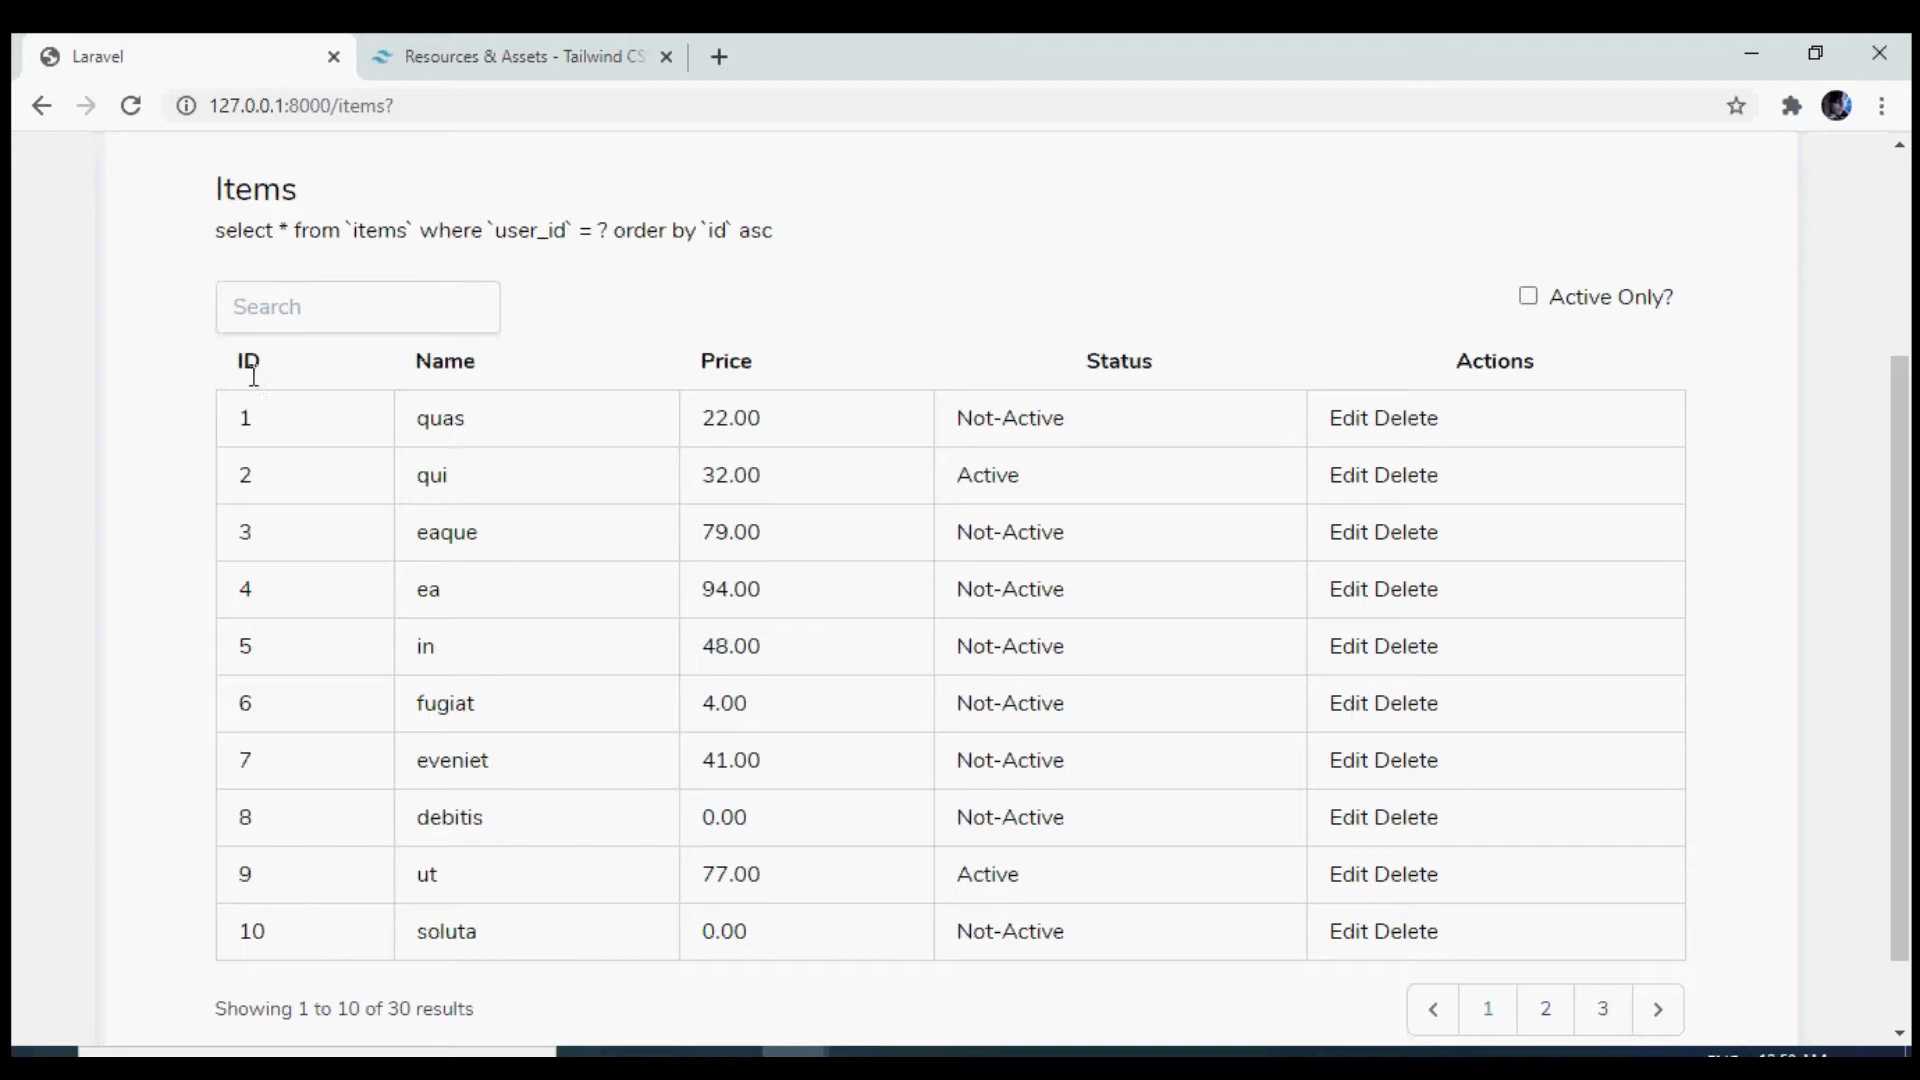 Laravel
Resources & Assets - Tailwind CS
127.0.0.1:8000/items?
Items
select * from `items` where `user_id` = ? order by `id` asc
Search
Active Only?
ID Name Price Status Actions
1 quas 22.00 Not-Active Edit Delete
2 qui 32.00 Active Edit Delete
3 eaque 79.00 Not-Active Edit Delete
4 ea 94.00 Not-Active Edit Delete
5 in 48.00 Not-Active Edit Delete
6 fugiat 4.00 Not-Active Edit Delete
7 eveniet 41.00 Not-Active Edit Delete
8 debitis 0.00 Not-Active Edit Delete
9 ut 77.00 Active Edit Delete
10 soluta 0.00 Not-Active Edit Delete
Showing 1 to 10 of 30 results
1 2 3